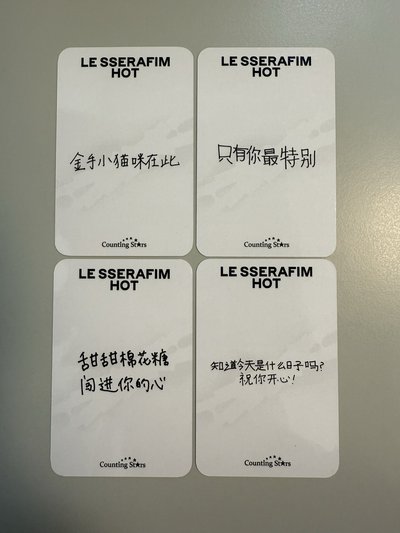 LE SSERAFIM
HOT
金手小猫咪在此
Counting Stars
LE SSERAFIM
HOT
只有你最特别
Counting Stars
LE SSERAFIM
HOT
甜甜棉花糖
闯进你的心
Counting Stars
LE SSERAFIM
HOT
知道今天是什么日子吗?
祝你开心!
Counting Stars